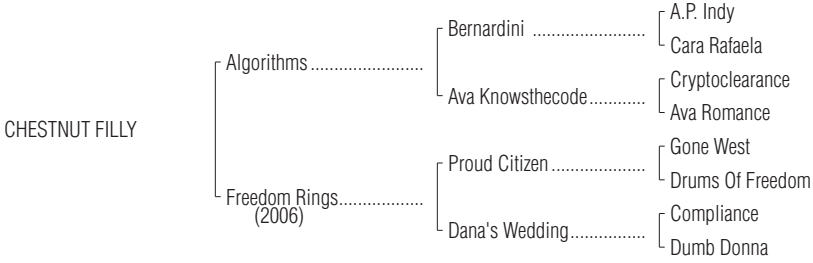 A.P. Indy
Bernardini ........................
Cara Rafaela
Algorithms ........................
Cryptoclearance
Ava Knowsthecode............
Ava Romance
CHESTNUT FILLY
Gone West
Proud Citizen ....................
Drums Of Freedom
Freedom Rings..................
(2006)
Compliance
Dana's Wedding................
Dumb Donna